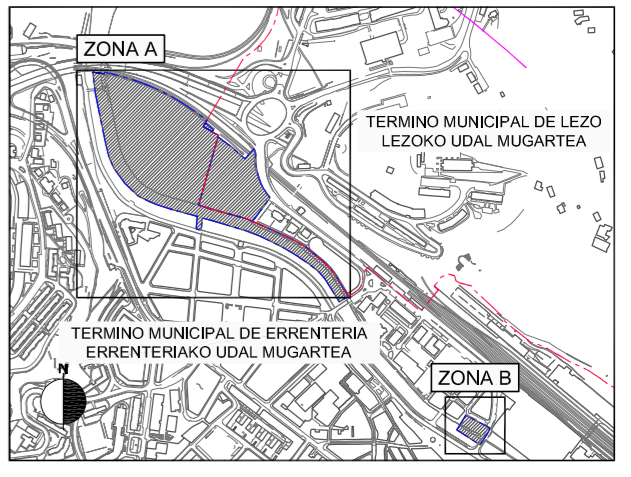 ZONA A
TERMINO MUNICIPAL DE LEZO
LEZOKO UDAL MUGARTEA
TERMINO MUNICIPAL DE ERRENTERIA
ERRENTERIAKO UDAL MUGARTEA
N
ZONA B